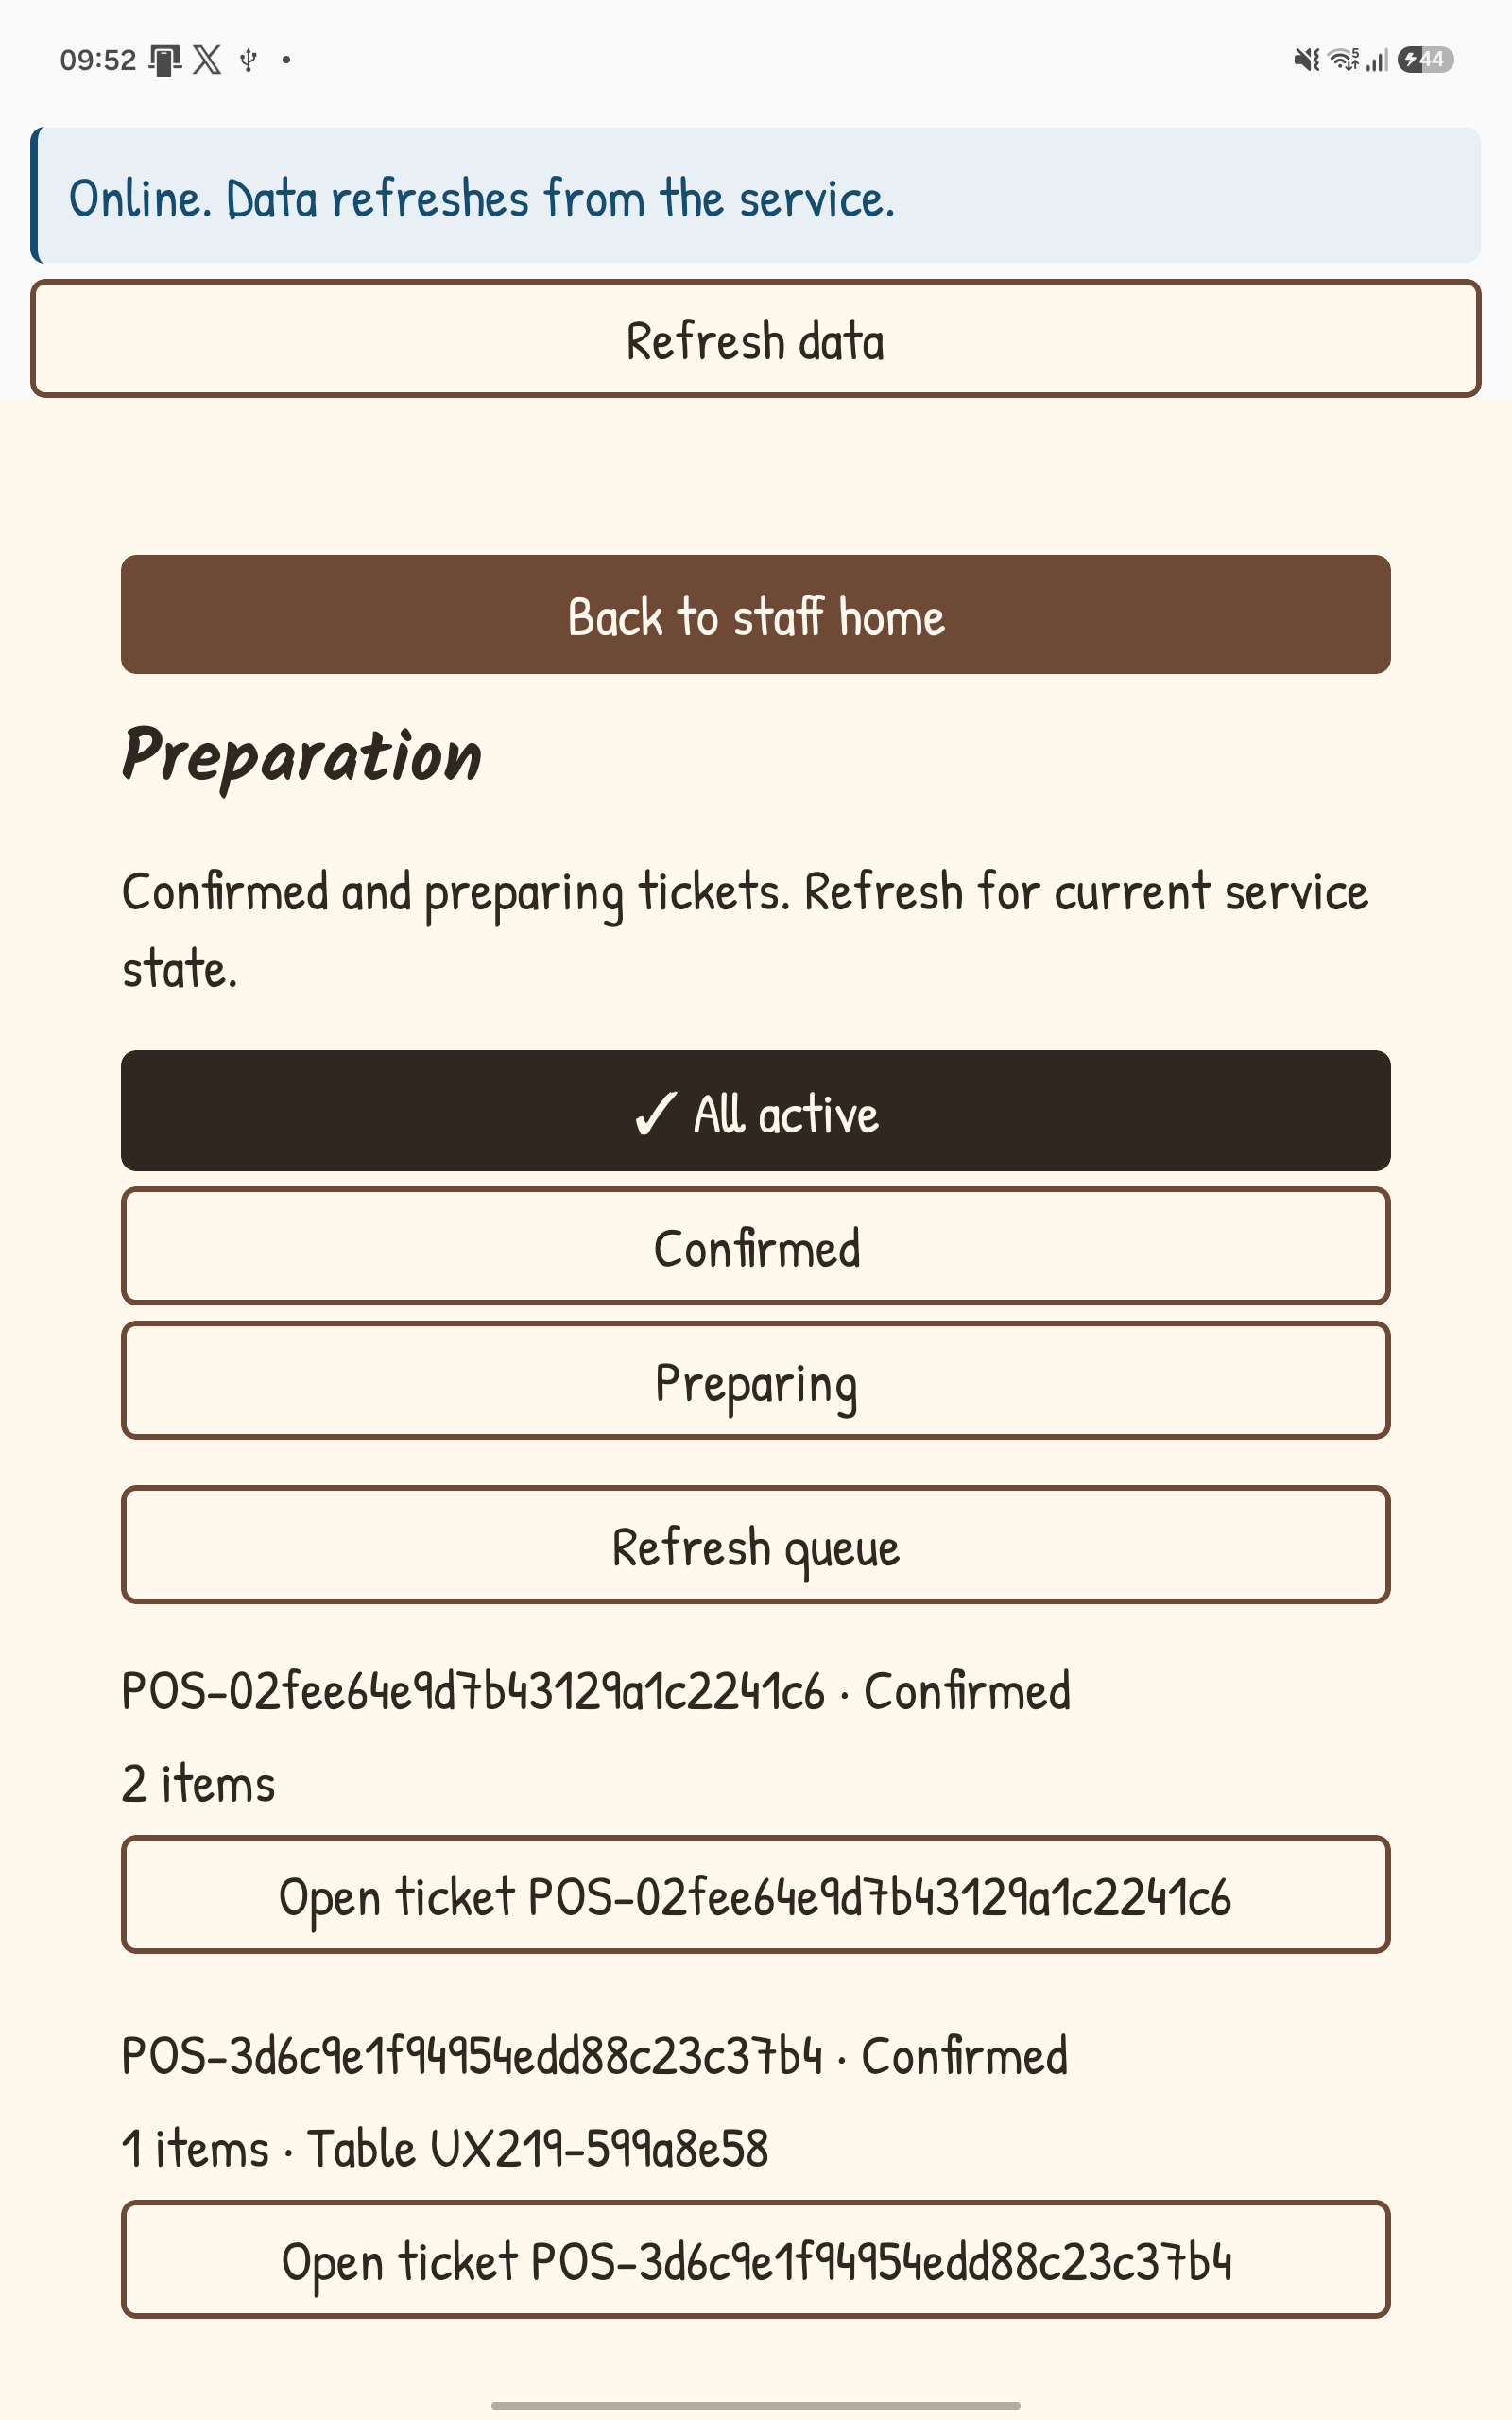 09:52
5
44
Online. Data refreshes from the service.
Refresh data
Back to staff home
Preparation
Confirmed and preparing tickets. Refresh for current service
state.
✓ All active
Confirmed
Preparing
Refresh queue
POS-02fee64e9d7b43129a1c2241c6 · Confirmed
2 items
Open ticket POS-02fee64e9d7b43129a1c2241c6
POS-3d6c9e1f94954edd88c23c37b4 · Confirmed
1 items · Table UX219-599a8e58
Open ticket POS-3d6c9e1f94954edd88c23c37b4